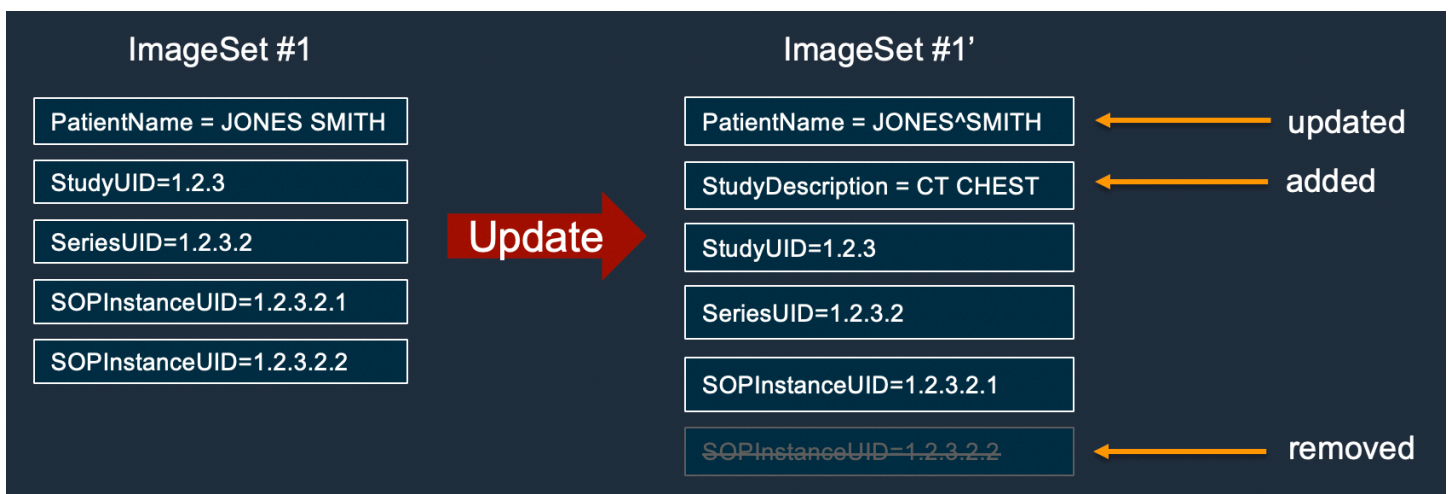 ImageSet #1
PatientName = JONES SMITH
StudyUID=1.2.3
SeriesUID=1.2.3.2
SOPInstanceUID=1.2.3.2.1
SOPInstanceUID=1.2.3.2.2
Update
ImageSet #1’
PatientName = JONES^SMITH
updated
StudyDescription = CT CHEST
added
StudyUID=1.2.3
SeriesUID=1.2.3.2
SOPInstanceUID=1.2.3.2.1
SOPInstanceUID=1.2.3.2.2
removed